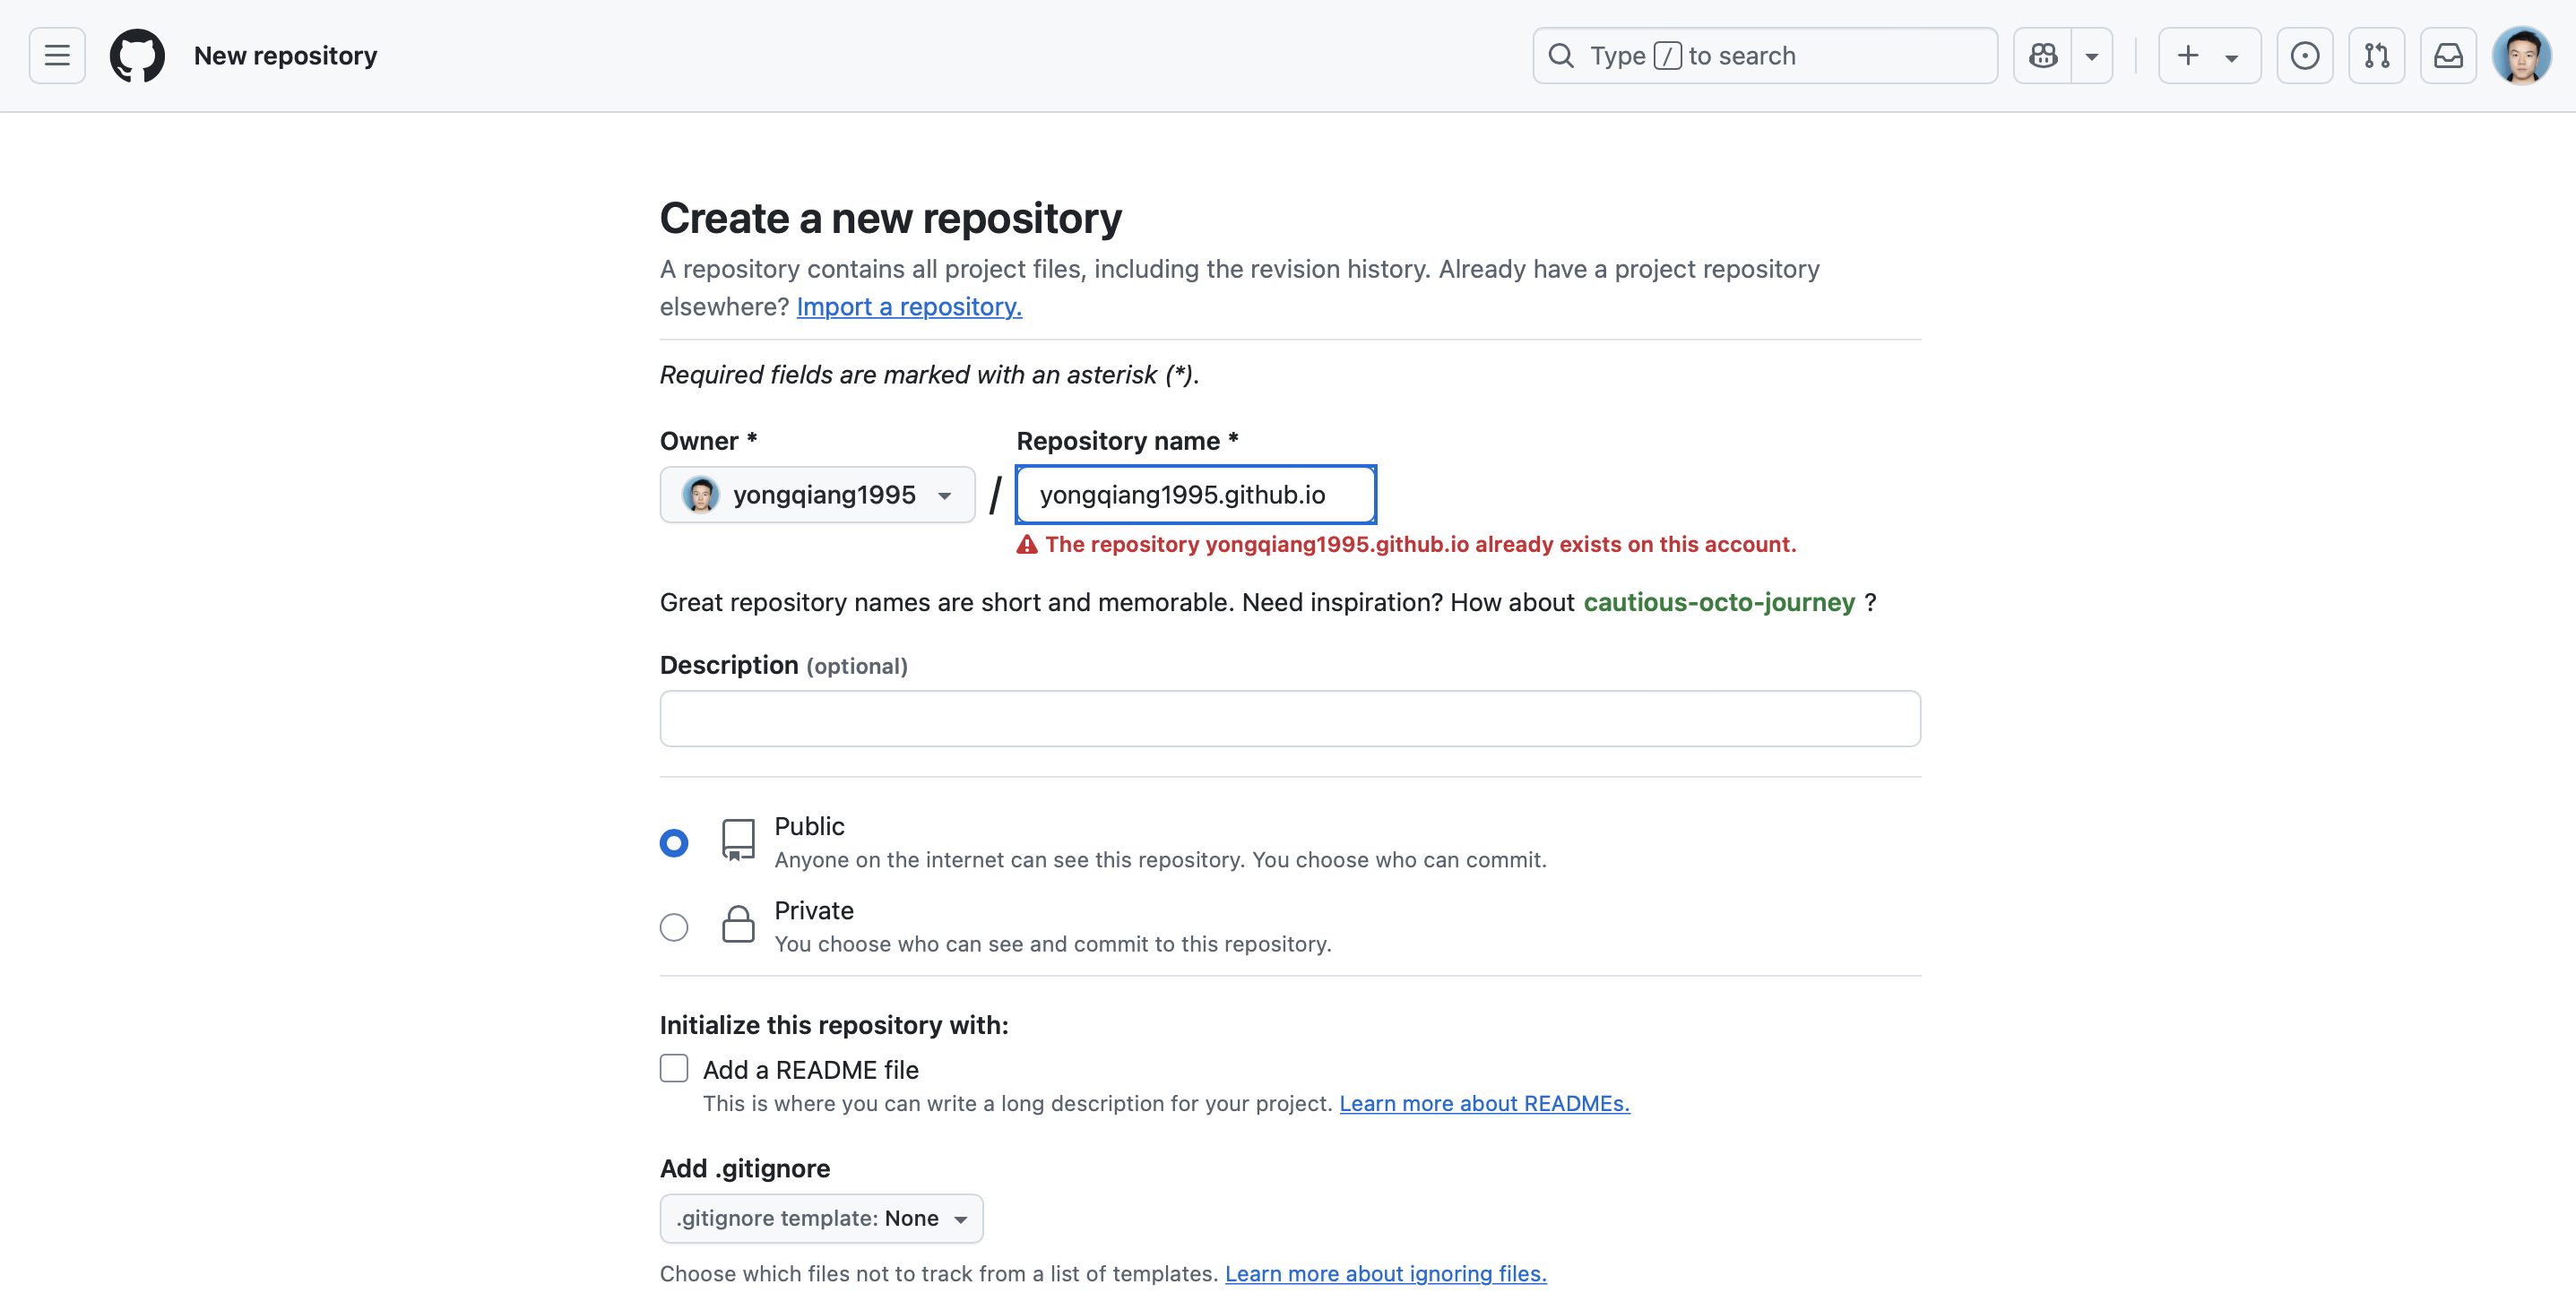 New repository
Type / to search
Create a new repository
A repository contains all project files, including the revision history. Already have a project repository
elsewhere? Import a repository.
Required fields are marked with an asterisk (*).
Owner *
Repository name *
yongqiang1995
/
yongqiang1995.github.io
The repository yongqiang1995.github.io already exists on this account.
Great repository names are short and memorable. Need inspiration? How about cautious-octo-journey ?
Description (optional)
Public
Anyone on the internet can see this repository. You choose who can commit.
Private
You choose who can see and commit to this repository.
Initialize this repository with:
Add a README file
This is where you can write a long description for your project. Learn more about READMEs.
Add .gitignore
.gitignore template: None
Choose which files not to track from a list of templates. Learn more about ignoring files.